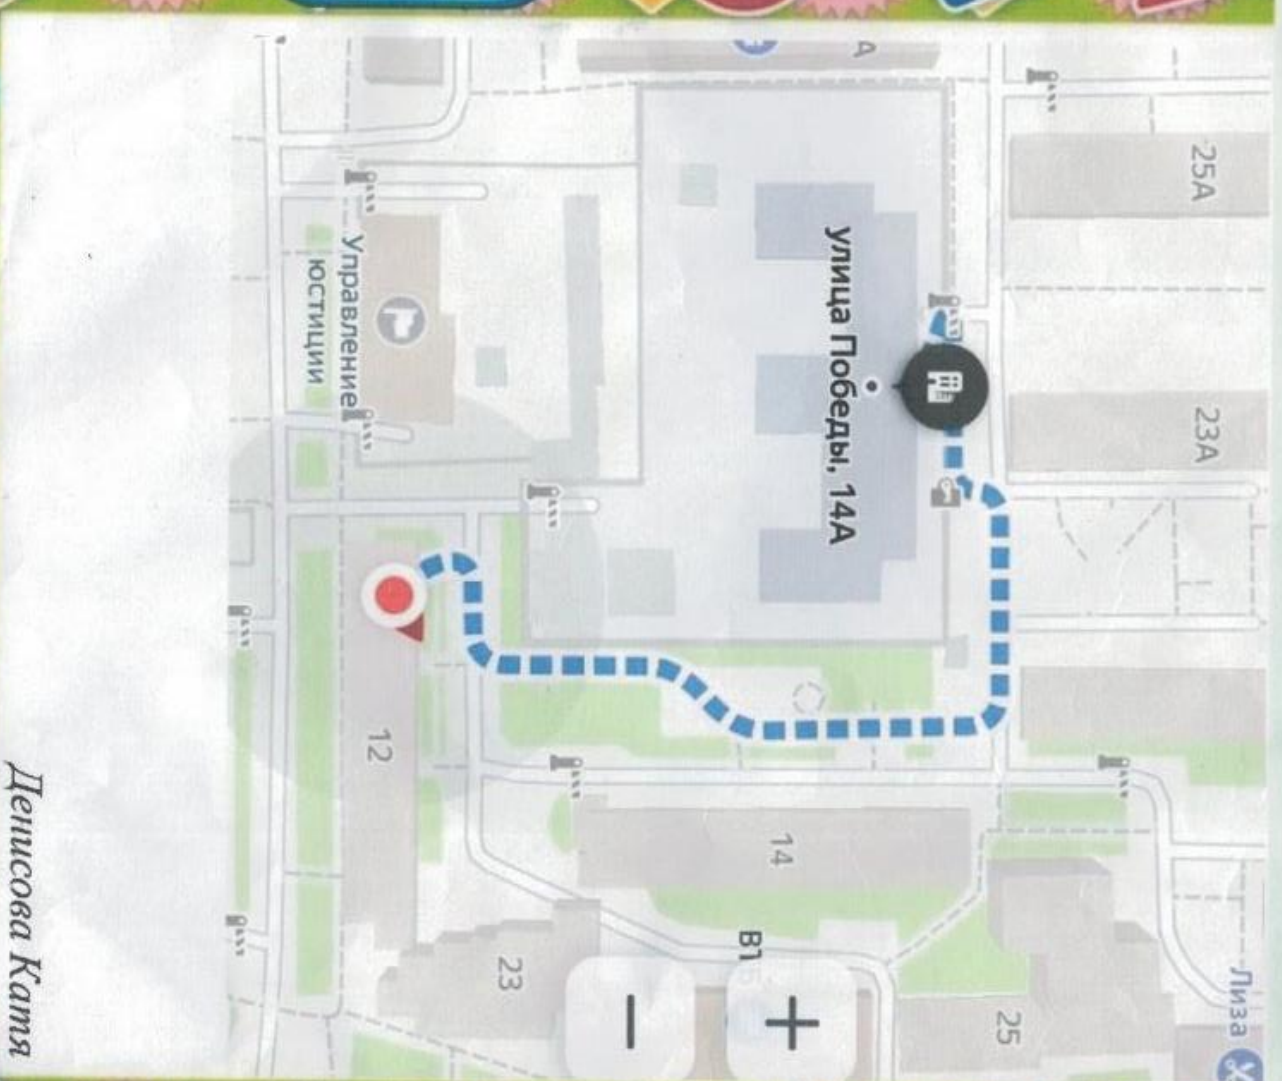 А
25А
улица Победы, 14А
Управление
юстиции
23А
12
14
В1
23
25
Лиза
Денисова Катя